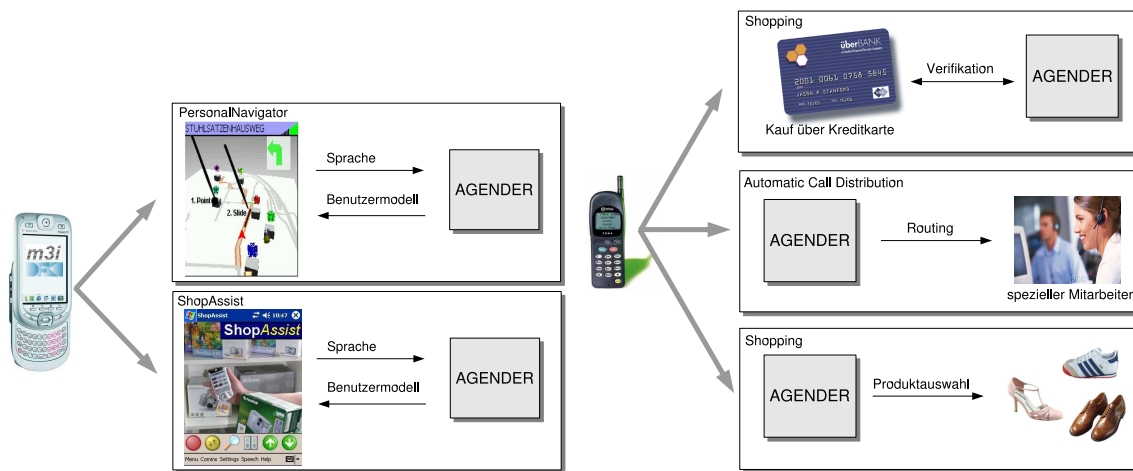 m3i
DFKI
PersonalNavigator
STUHLSATZENHAUSWEG
1. Point
2. Slide
Sprache
Benutzermodell
AGENDER
ShopAssist
ShopAssist
10:47
ShopAssist
Menu Comms Settings Speech Help
Sprache
Benutzermodell
AGENDER
Shopping
überBANK
2001 0061 0758 5645
Kauf über Kreditkarte
Verifikation
AGENDER
Automatic Call Distribution
AGENDER
Routing
spezieller Mitarbeiter
Shopping
AGENDER
Produktauswahl